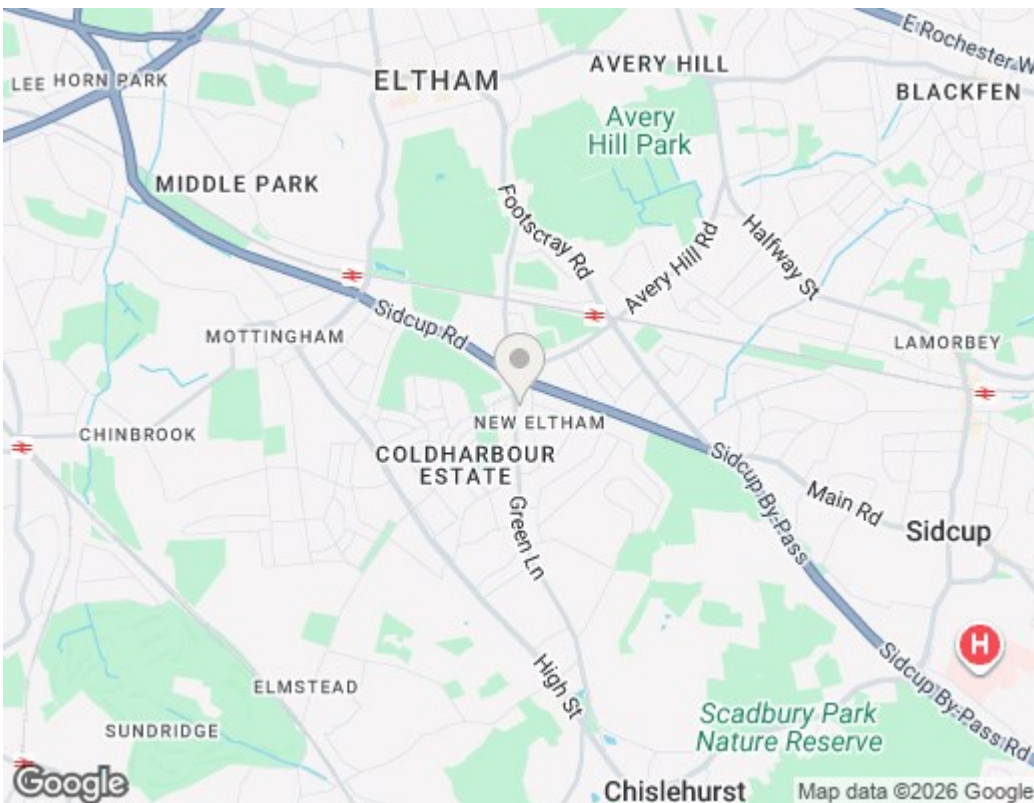 E Rochester W
AVERY HILL
ELTHAM
LEE
HORN PARK
BLACKFEN
Avery
Hill Park
MIDDLE PARK
Footscray Rd
Avery Hill Rd
Halfway St
Sidcup Rd
MOTTINGHAM
LAMORBEY
NEW ELTHAM
CHINBROOK
COLDHARBOUR
ESTATE
Sidcup By-Pass
Green Ln
Main Rd
Sidcup
H
High St
Sidcup By-Pass Rd
ELMSTEAD
SUNDRIDGE
Scadbury Park
Nature Reserve
Google
Chislehurst
Map data ©2026 Google